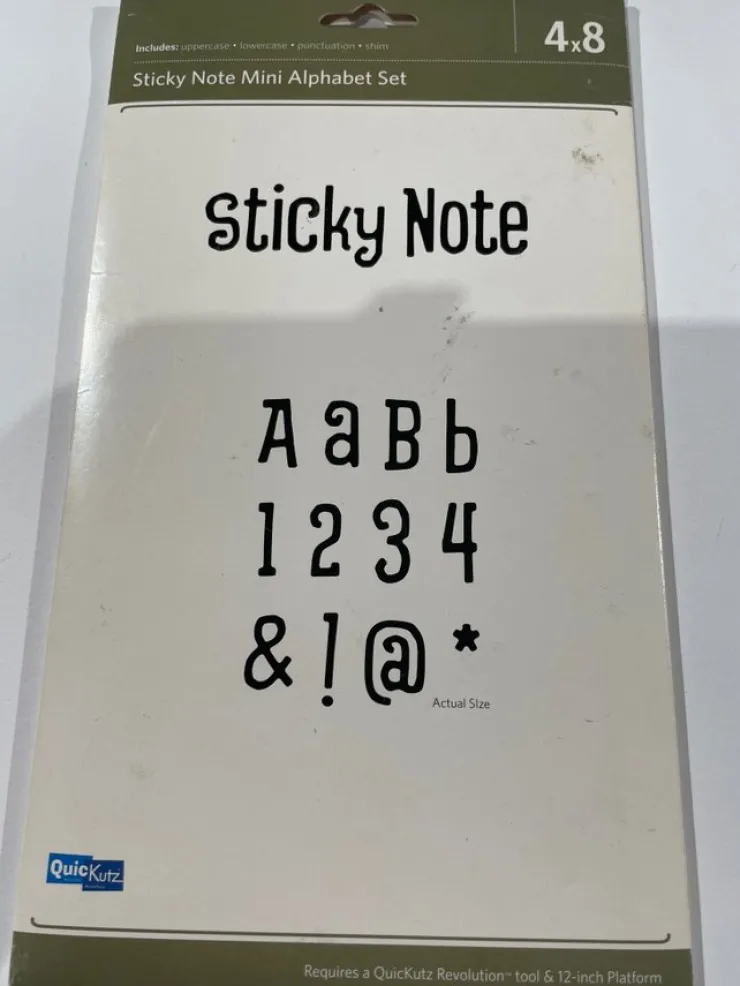 Includes: uppercase • lowercase • punctuation • shim
4x8
Sticky Note Mini Alphabet Set
Sticky Note
A a B b
1 2 3 4
& ! @ *
Actual Size
QuicKutz
Requires a QuicKutz Revolution™ tool & 12-inch Platform